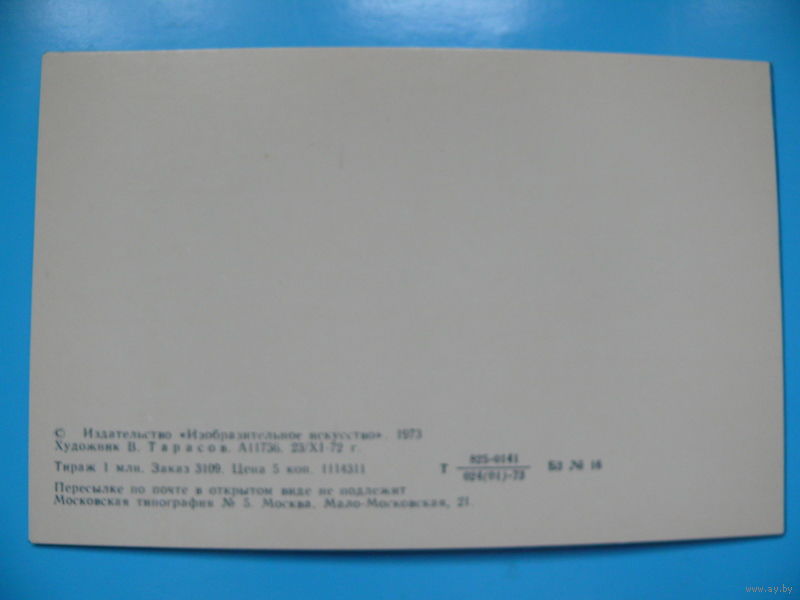 © Издательство «Изобразительное искусство». 1973
Художник В. Тарасов. А11756. 23/XI-72 г.
Тираж 1 млн. Заказ 3109. Цена 5 коп. 1114311
Т 825-0141 / 024(01)-73 БЗ № 16
Пересылке по почте в открытом виде не подлежит
Московская типография № 5. Москва, Мало-Московская, 21.
www.ay.by